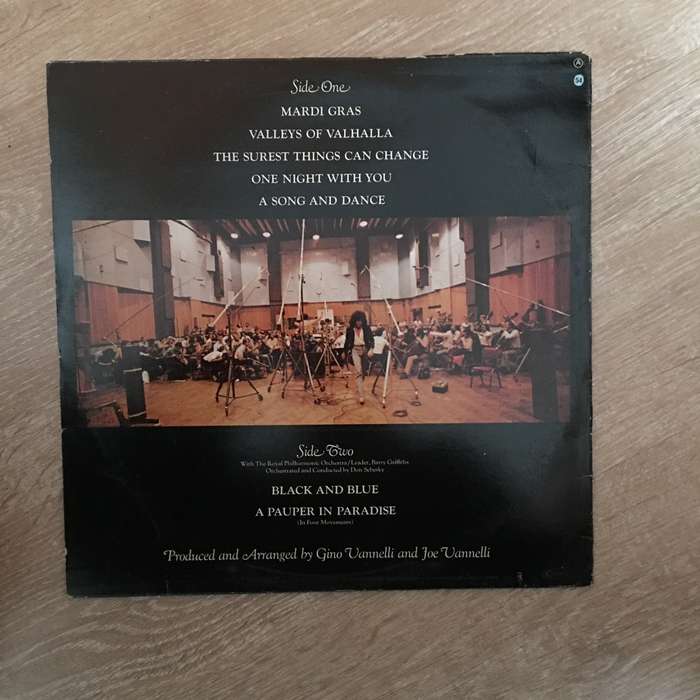 A
54
Side One
MARDI GRAS
VALLEYS OF VALHALLA
THE SUREST THINGS CAN CHANGE
ONE NIGHT WITH YOU
A SONG AND DANCE
Side Two
With The Royal Philharmonic Orchestra/Leader, Barry Griffiths
Orchestrated and Conducted by Don Sebesky
BLACK AND BLUE
A PAUPER IN PARADISE
(In Four Movements)
Produced and Arranged by Gino Vannelli and Joe Vannelli